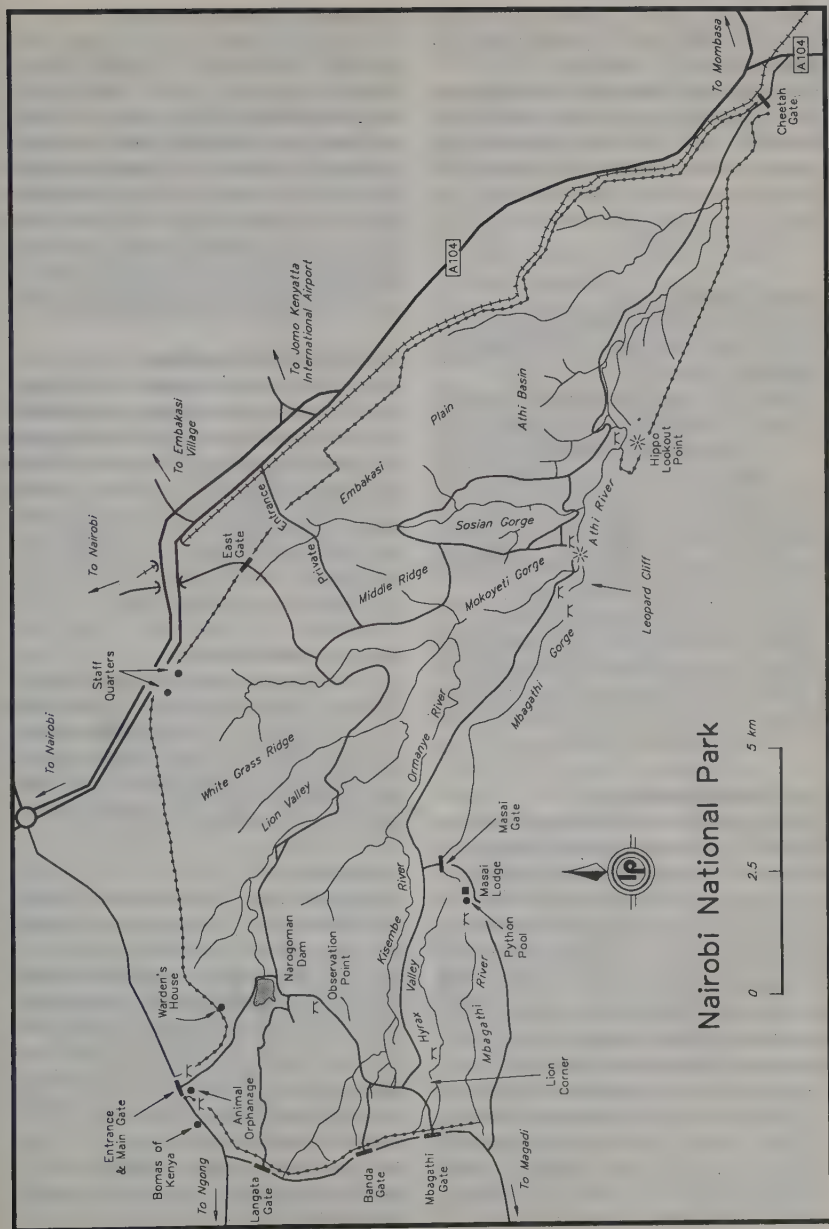 Nairobi National Park
0
2.5
5 km
lp
To Nairobi
To Nairobi
To Embakasi
Village
To Jomo Kenyatta
International Airport
A104
To Mombasa
A104
Cheetah
Gate
Staff
Quarters
East
Gate
Private
Entrance
Embakasi
Plain
Athi Basin
White Grass Ridge
Middle Ridge
Sosian Gorge
Mokoyeti Gorge
Athi River
Hippo
Lookout
Point
Leopard Cliff
Mbagathi
Gorge
Lion Valley
Ormanye
River
Warden's
House
Entrance
& Main Gate
Bomas of
Kenya
Animal
Orphanage
To Ngong
Langata
Gate
Narogoman
Dam
Observation
Point
Kisembe
River
Hyrax
Valley
Masai
Gate
Masai
Lodge
Python
Pool
Mbagathi
River
Lion
Corner
Banda
Gate
Mbagathi
Gate
To Magadi